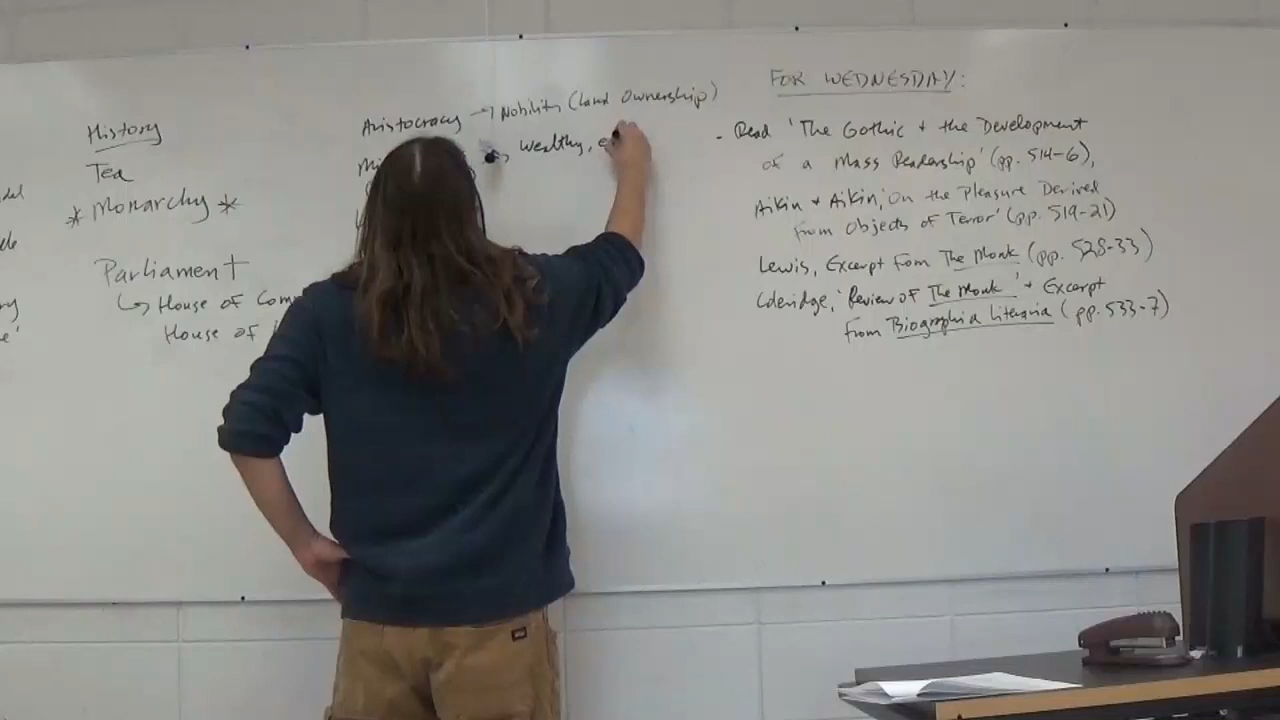 History
Tea
*Monarchy*
Parliament
↳ House of Com
House of
Aristocracy → Nobility (Land Ownership)
Mi
↳ Wealthy, e
FOR WEDNESDAY:
- Read 'The Gothic + the Development
of a Mass Readership' (pp. 514-6),
Aikin + Aikin, 'On the Pleasure Derived
from Objects of Terror' (pp. 519-21)
Lewis, Excerpt from The Monk (pp. 528-33)
Coleridge, 'Review of The Monk' + Excerpt
from Biographia Literaria (pp. 533-7)